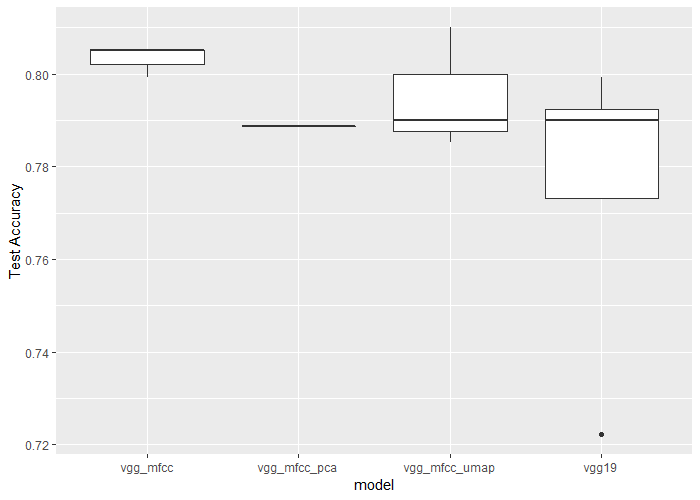 0.80
0.78
0.76
0.74
0.72
Test Accuracy
vgg_mfcc
vgg_mfcc_pca
vgg_mfcc_umap
vgg19
model